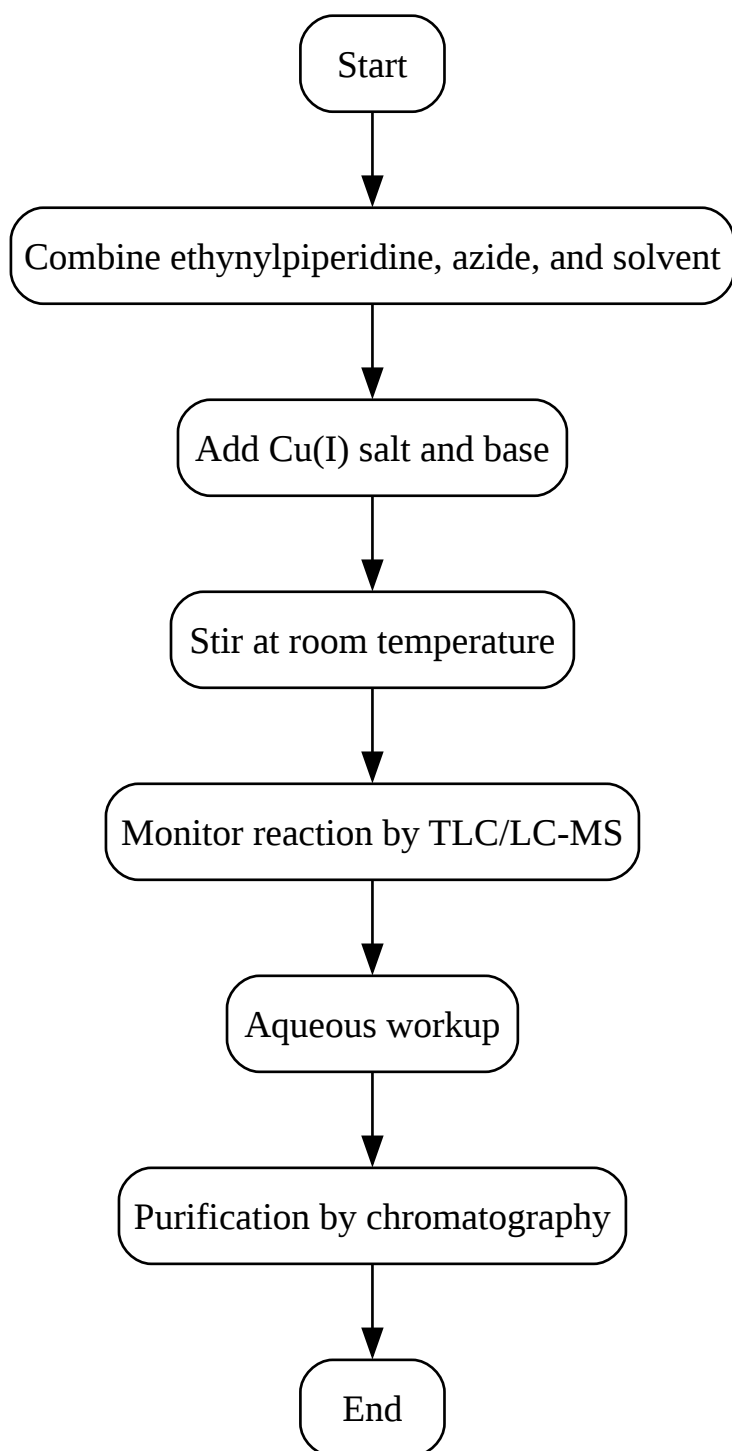 Start
Combine ethynylpiperidine, azide, and solvent
Add Cu(I) salt and base
Stir at room temperature
Monitor reaction by TLC/LC-MS
Aqueous workup
Purification by chromatography
End